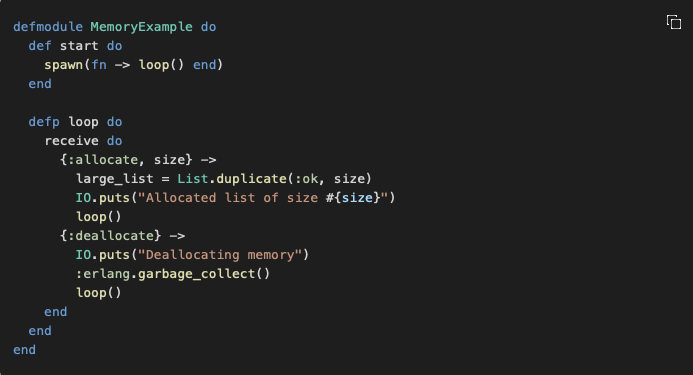 defmodule MemoryExample do
  def start do
    spawn(fn -> loop() end)
  end

  defp loop do
    receive do
      {:allocate, size} ->
        large_list = List.duplicate(:ok, size)
        IO.puts("Allocated list of size #{size}")
        loop()
      {:deallocate} ->
        IO.puts("Deallocating memory")
        :erlang.garbage_collect()
        loop()
    end
  end
end